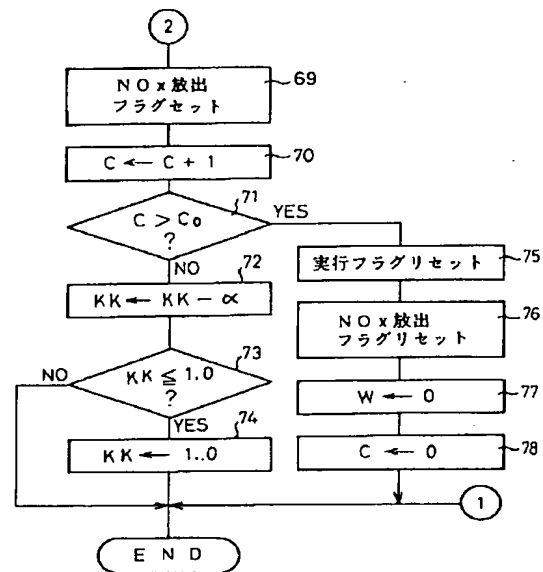 2
NOx放出
フラグセット
69
C ← C + 1
70
C > C0
?
71
YES
NO
72
KK ← KK - α
73
KK ≦ 1.0
?
NO
YES
74
KK ← 1..0
実行フラグリセット
75
NOx放出
フラグリセット
76
W ← 0
77
C ← 0
78
1
END